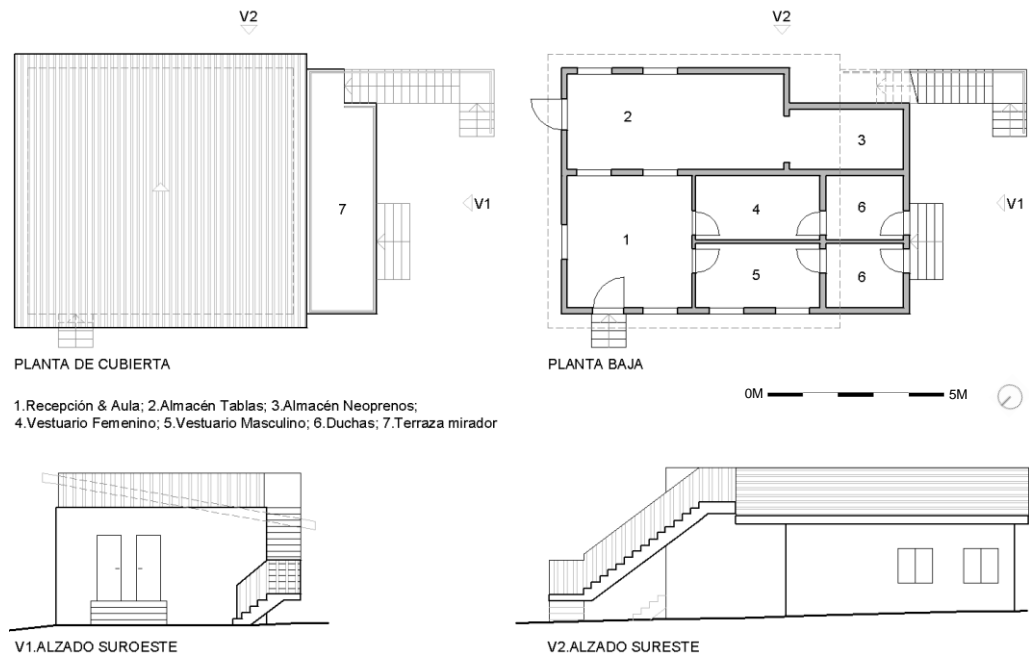 V2
V2
7
V1
2
3
4
6
V1
1
5
6
PLANTA DE CUBIERTA
PLANTA BAJA
1.Recepción & Aula; 2.Almacén Tablas; 3.Almacén Neoprenos;
4.Vestuario Femenino; 5.Vestuario Masculino; 6.Duchas; 7.Terraza mirador
0M 5M
V1.ALZADO SUROESTE
V2.ALZADO SURESTE